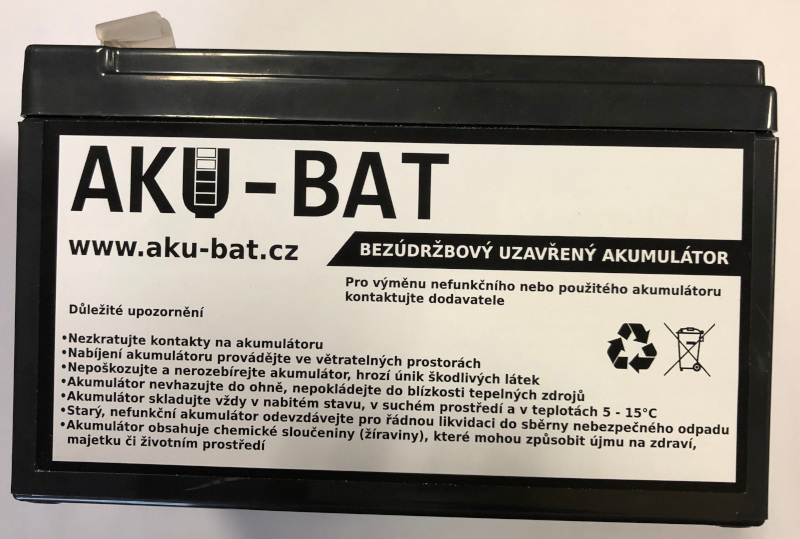 AKU-BAT
www.aku-bat.cz
BEZÚDRŽBOVÝ UZAVŘENÝ AKUMULÁTOR
Pro výměnu nefunkčního nebo použitého akumulátoru
kontaktujte dodavatele
Důležité upozornění
•Nezkratujte kontakty na akumulátoru
•Nabíjení akumulátoru provádějte ve větratelných prostorách
•Nepoškozujte a nerozebírejte akumulátor, hrozí únik škodlivých látek
•Akumulátor nevhazujte do ohně, nepokládejte do blízkosti tepelných zdrojů
•Akumulátor skladujte vždy v nabitém stavu, v suchém prostředí a v teplotách 5 - 15°C
•Starý, nefunkční akumulátor odevzdávejte pro řádnou likvidaci do sběrny nebezpečného odpadu
•Akumulátor obsahuje chemické sloučeniny (žíraviny), které mohou způsobit újmu na zdraví,
majetku či životním prostředí